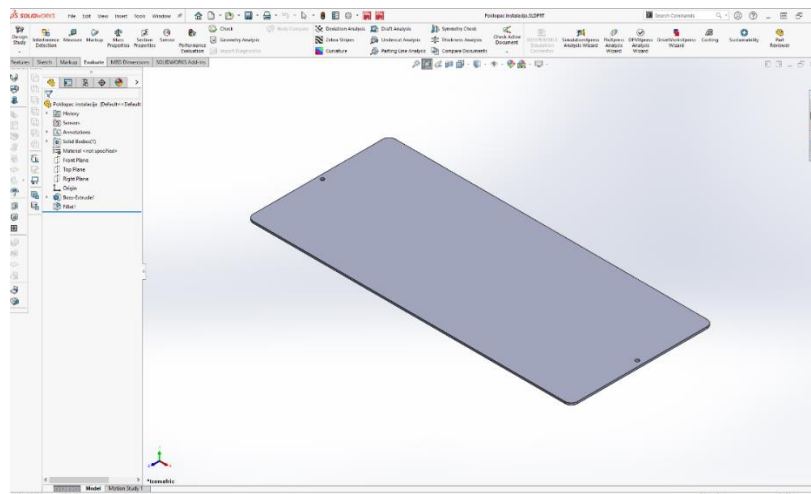 SOLIDWORKS File Edit View Insert Tools Window
Poklopac instalacija.SLDPRT
Search Commands
Design Study
Interference Detection
Measure
Markup
Mass Properties
Section Properties
Sensor
Performance Evaluation
Check
Geometry Analysis
Import Diagnostics
Auto Compare
Deviation Analysis
Zebra Stripes
Curvature
Draft Analysis
Undercut Analysis
Parting Line Analysis
Symmetry Check
Thickness Analysis
Compare Documents
Check Active Document
SimulationXpress Analysis Wizard
FloXpress Analysis Wizard
DFMXpress Analysis Wizard
DriveWorksXpress Wizard
Costing
Sustainability
Part Reviewer
Features Sketch Markup Evaluate MBD Dimensions SOLIDWORKS Add-Ins
Poklopac instalacija (Default<<Default
History
Sensors
Annotations
Solid Bodies(1)
Material <not specified>
Front Plane
Top Plane
Right Plane
Origin
Boss-Extrude1
Fillet1
*Isometric
Model Motion Study 1